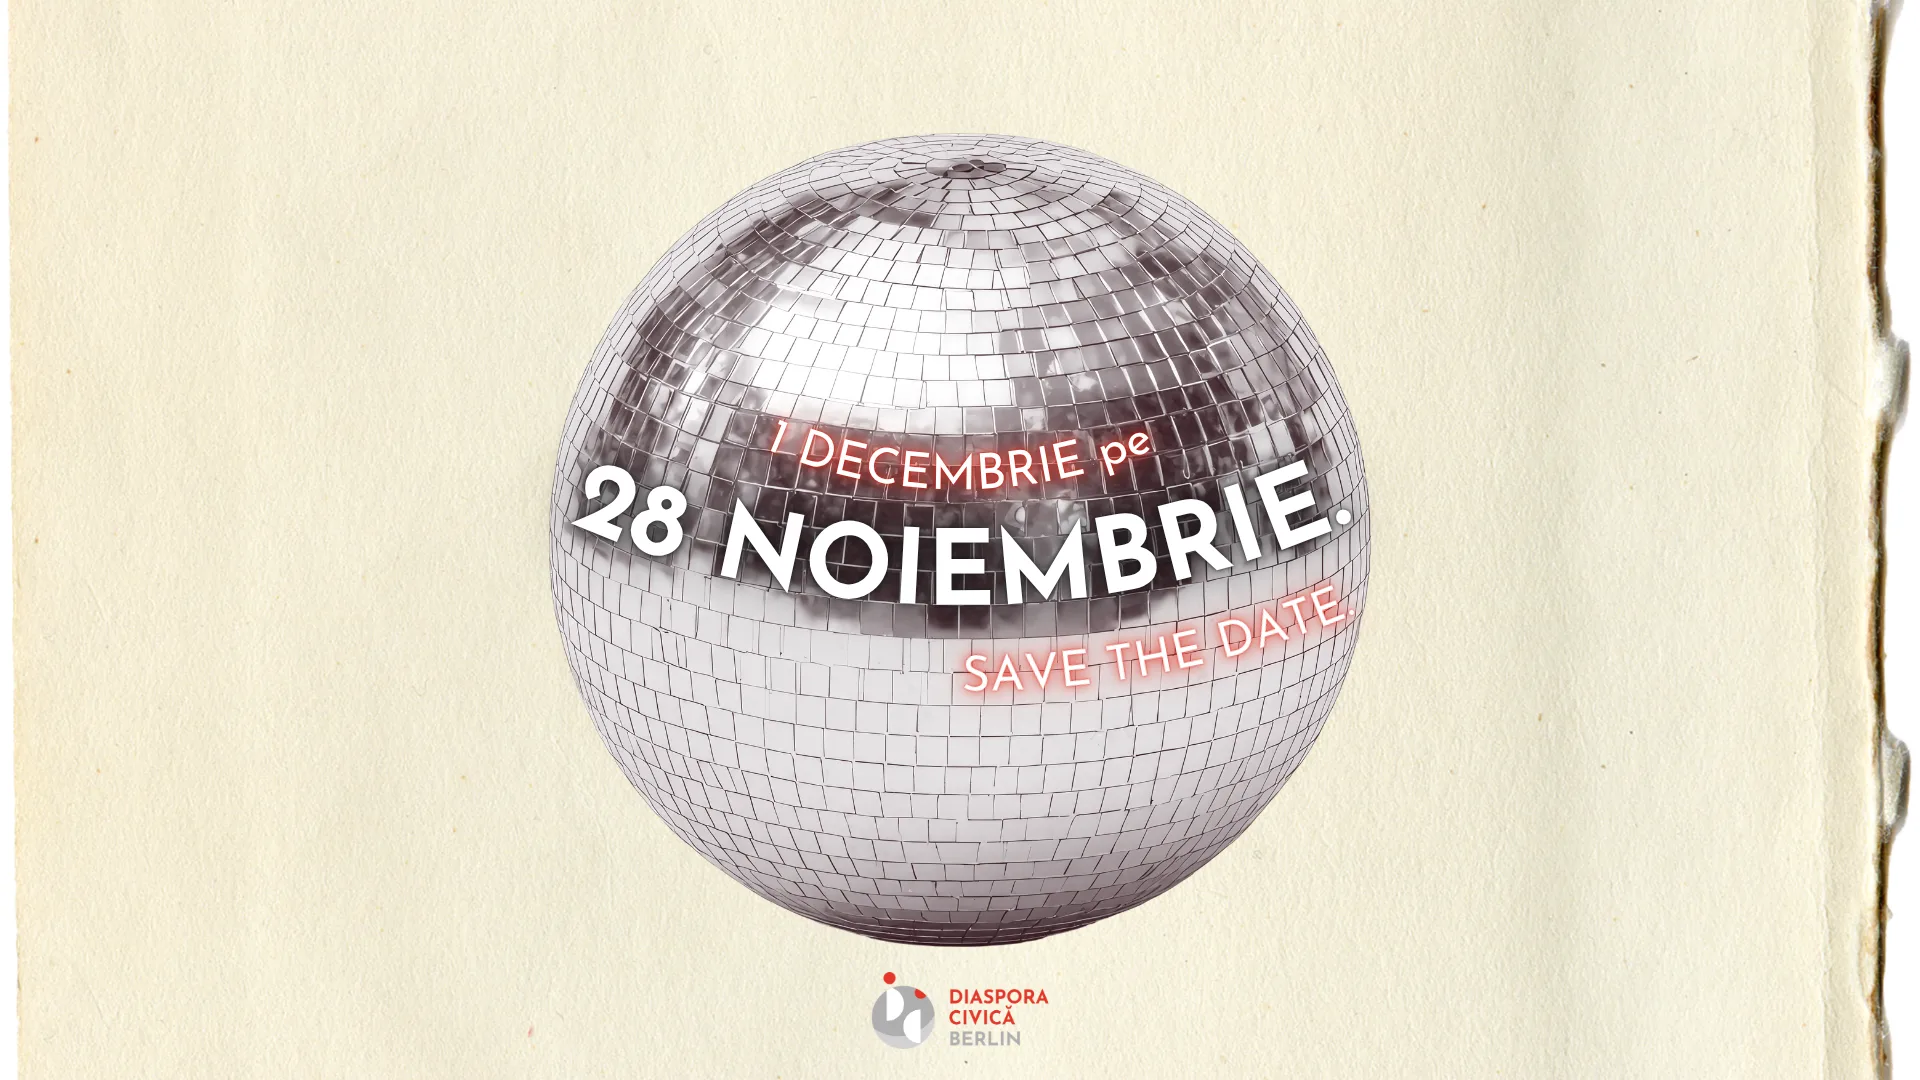 1 DECEMBRIE pe
28 NOIEMBRIE.
SAVE THE DATE.
DIASPORA
CIVICĂ
BERLIN